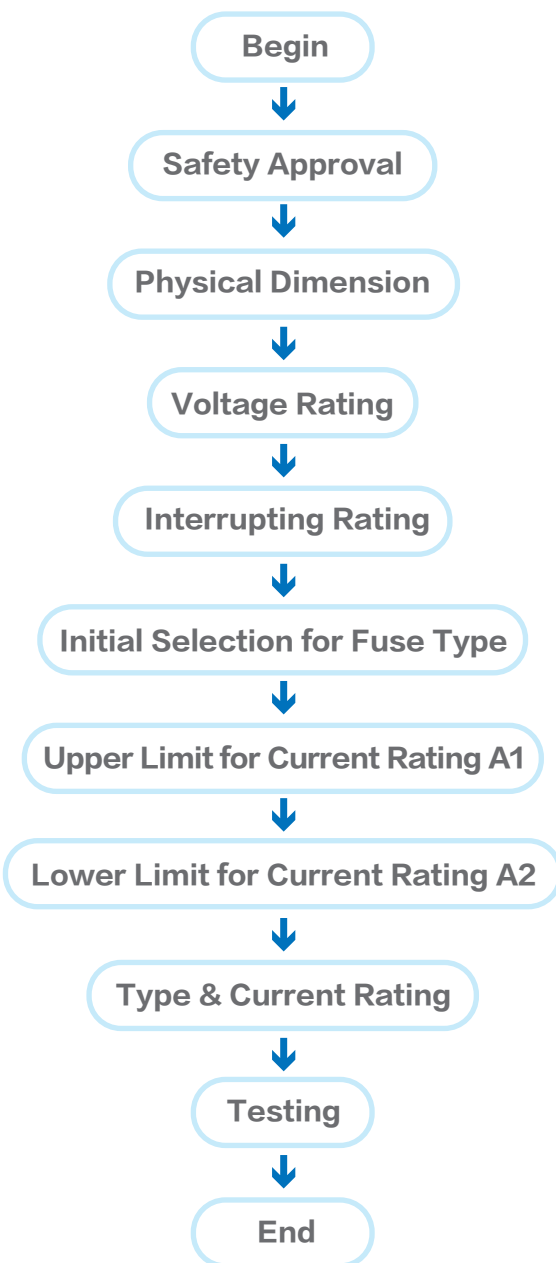 Begin
Safety Approval
Physical Dimension
Voltage Rating
Interrupting Rating
Initial Selection for Fuse Type
Upper Limit for Current Rating A1
Lower Limit for Current Rating A2
Type & Current Rating
Testing
End